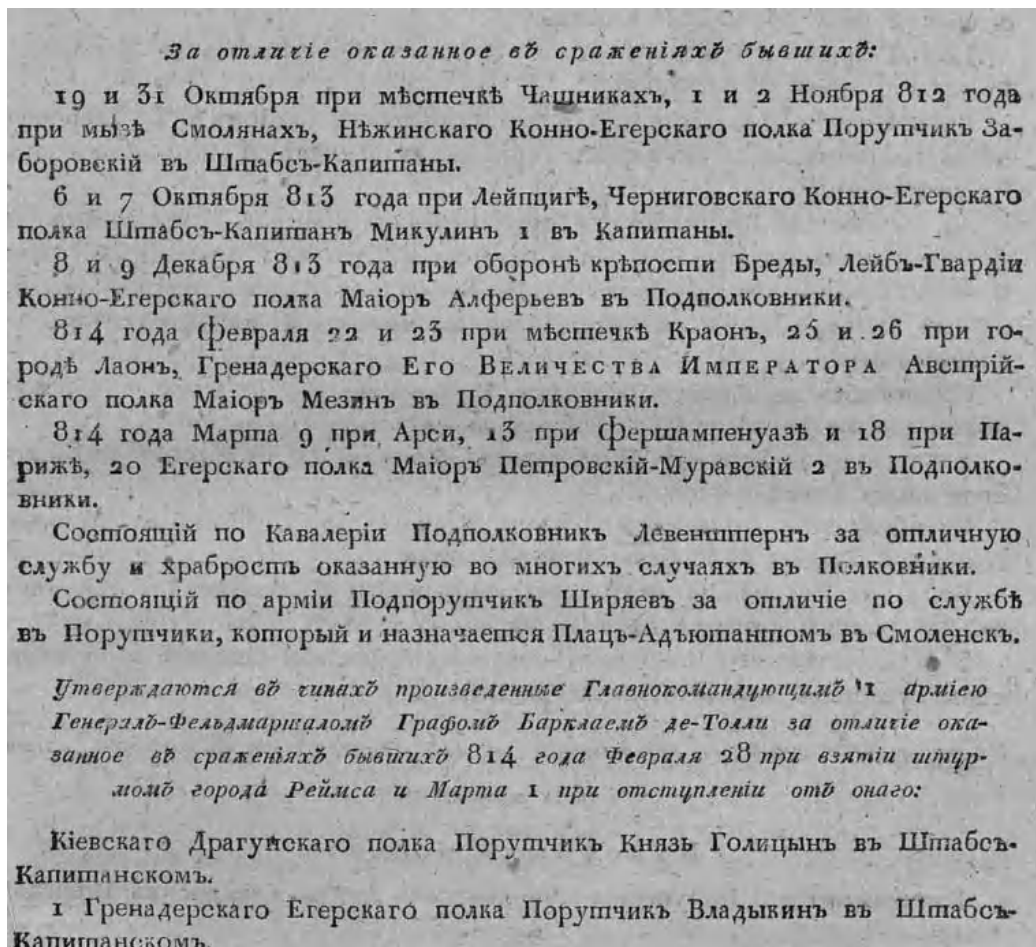 За отличіе оказанное въ сраженіяхъ бывшихъ:
19 и 31 Октября при мѣстечкѣ Чашникахъ, 1 и 2 Ноября 812 года
при мызѣ Смолянахъ, Нѣжинскаго Конно-Егерскаго полка Порутчикъ За-
боровскій въ Штабсъ-Капитаны.
6 и 7 Октября 813 года при Лейпцигѣ, Черниговскаго Конно-Егерскаго
полка Штабсъ-Капитанъ Микулин̆ъ 1 въ Капитаны.
8 и 9 Декабря 813 года при оборонѣ крѣпости Бреды, Лейбъ-Гвардіи
Конно-Егерскаго полка Маіоръ Алферьевъ въ Подполковники.
814 года февраля 22 и 23 при мѣстечкѣ Краонъ, 25 и 26 при го-
родѣ Лаонъ, Гренадерскаго Его Величества Императора Австрій-
скаго полка Маіоръ Мезинъ въ Подполковники.
814 года Марта 9 при Арси, 13 при фершампенуазѣ и 18 при Па-
рижѣ, 20 Егерскаго полка Маіоръ Петровскій-Муравскій 2 въ Подполко-
вники.
Состоящій по Кавалеріи Подполковникъ Левенштернъ за отличную
службу и храбрость оказанную во многихъ случаяхъ въ Полковники.
Состоящій по арміи Подпорутчикъ Ширяевъ за отличіе по службѣ
въ Порутчики, который и назначается Плацъ-Адъютантомъ въ Смоленскъ.
Утверждаются въ чинахъ произведенные Главнокомандующимъ 1 арміею
Генералъ-Фельдмаршаломъ Графомъ Барклаемъ де-Толли за отличіе ока-
занное въ сраженіяхъ бывшихъ 814 года Февраля 28 при взятіи штур-
момъ города Реймса и Марта 1 при отступленіи отъ онаго:
Кіевскаго Драгунскаго полка Порутчикъ Князь Голицынъ въ Штабсъ-
Капитанскомъ.
1 Гренадерскаго Егерскаго полка Порутчикъ Владыкинъ въ Штабсъ-
Капитанскомъ.